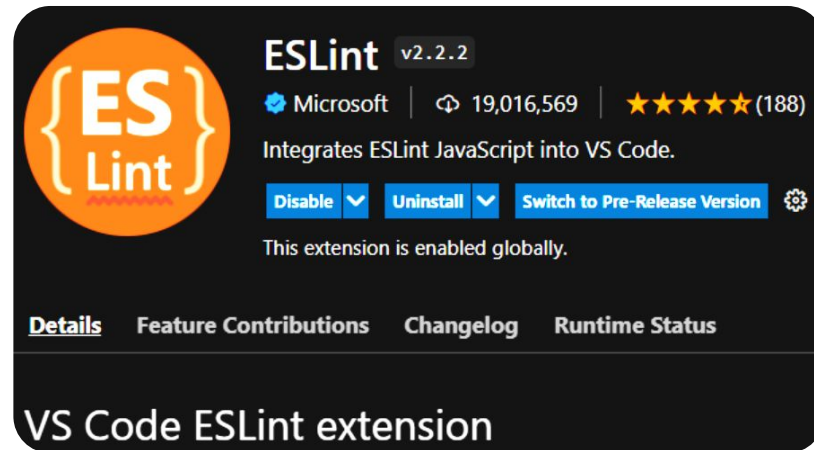 {ES}
Lint
ESLint v2.2.2
Microsoft | 19,016,569 | ★★★★★(188)
Integrates ESLint JavaScript into VS Code.
Disable Uninstall Switch to Pre-Release Version
This extension is enabled globally.
Details Feature Contributions Changelog Runtime Status
VS Code ESLint extension